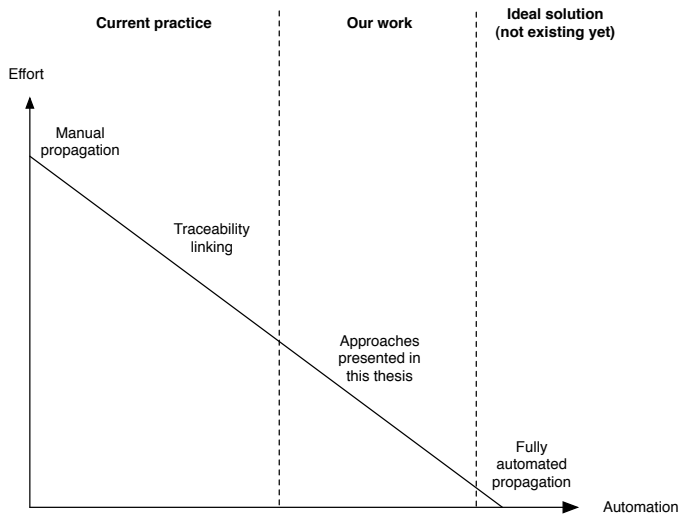 Current practice
Our work
Ideal solution
(not existing yet)
Effort
Manual
propagation
Traceability
linking
Approaches
presented in
this thesis
Fully
automated
propagation
Automation